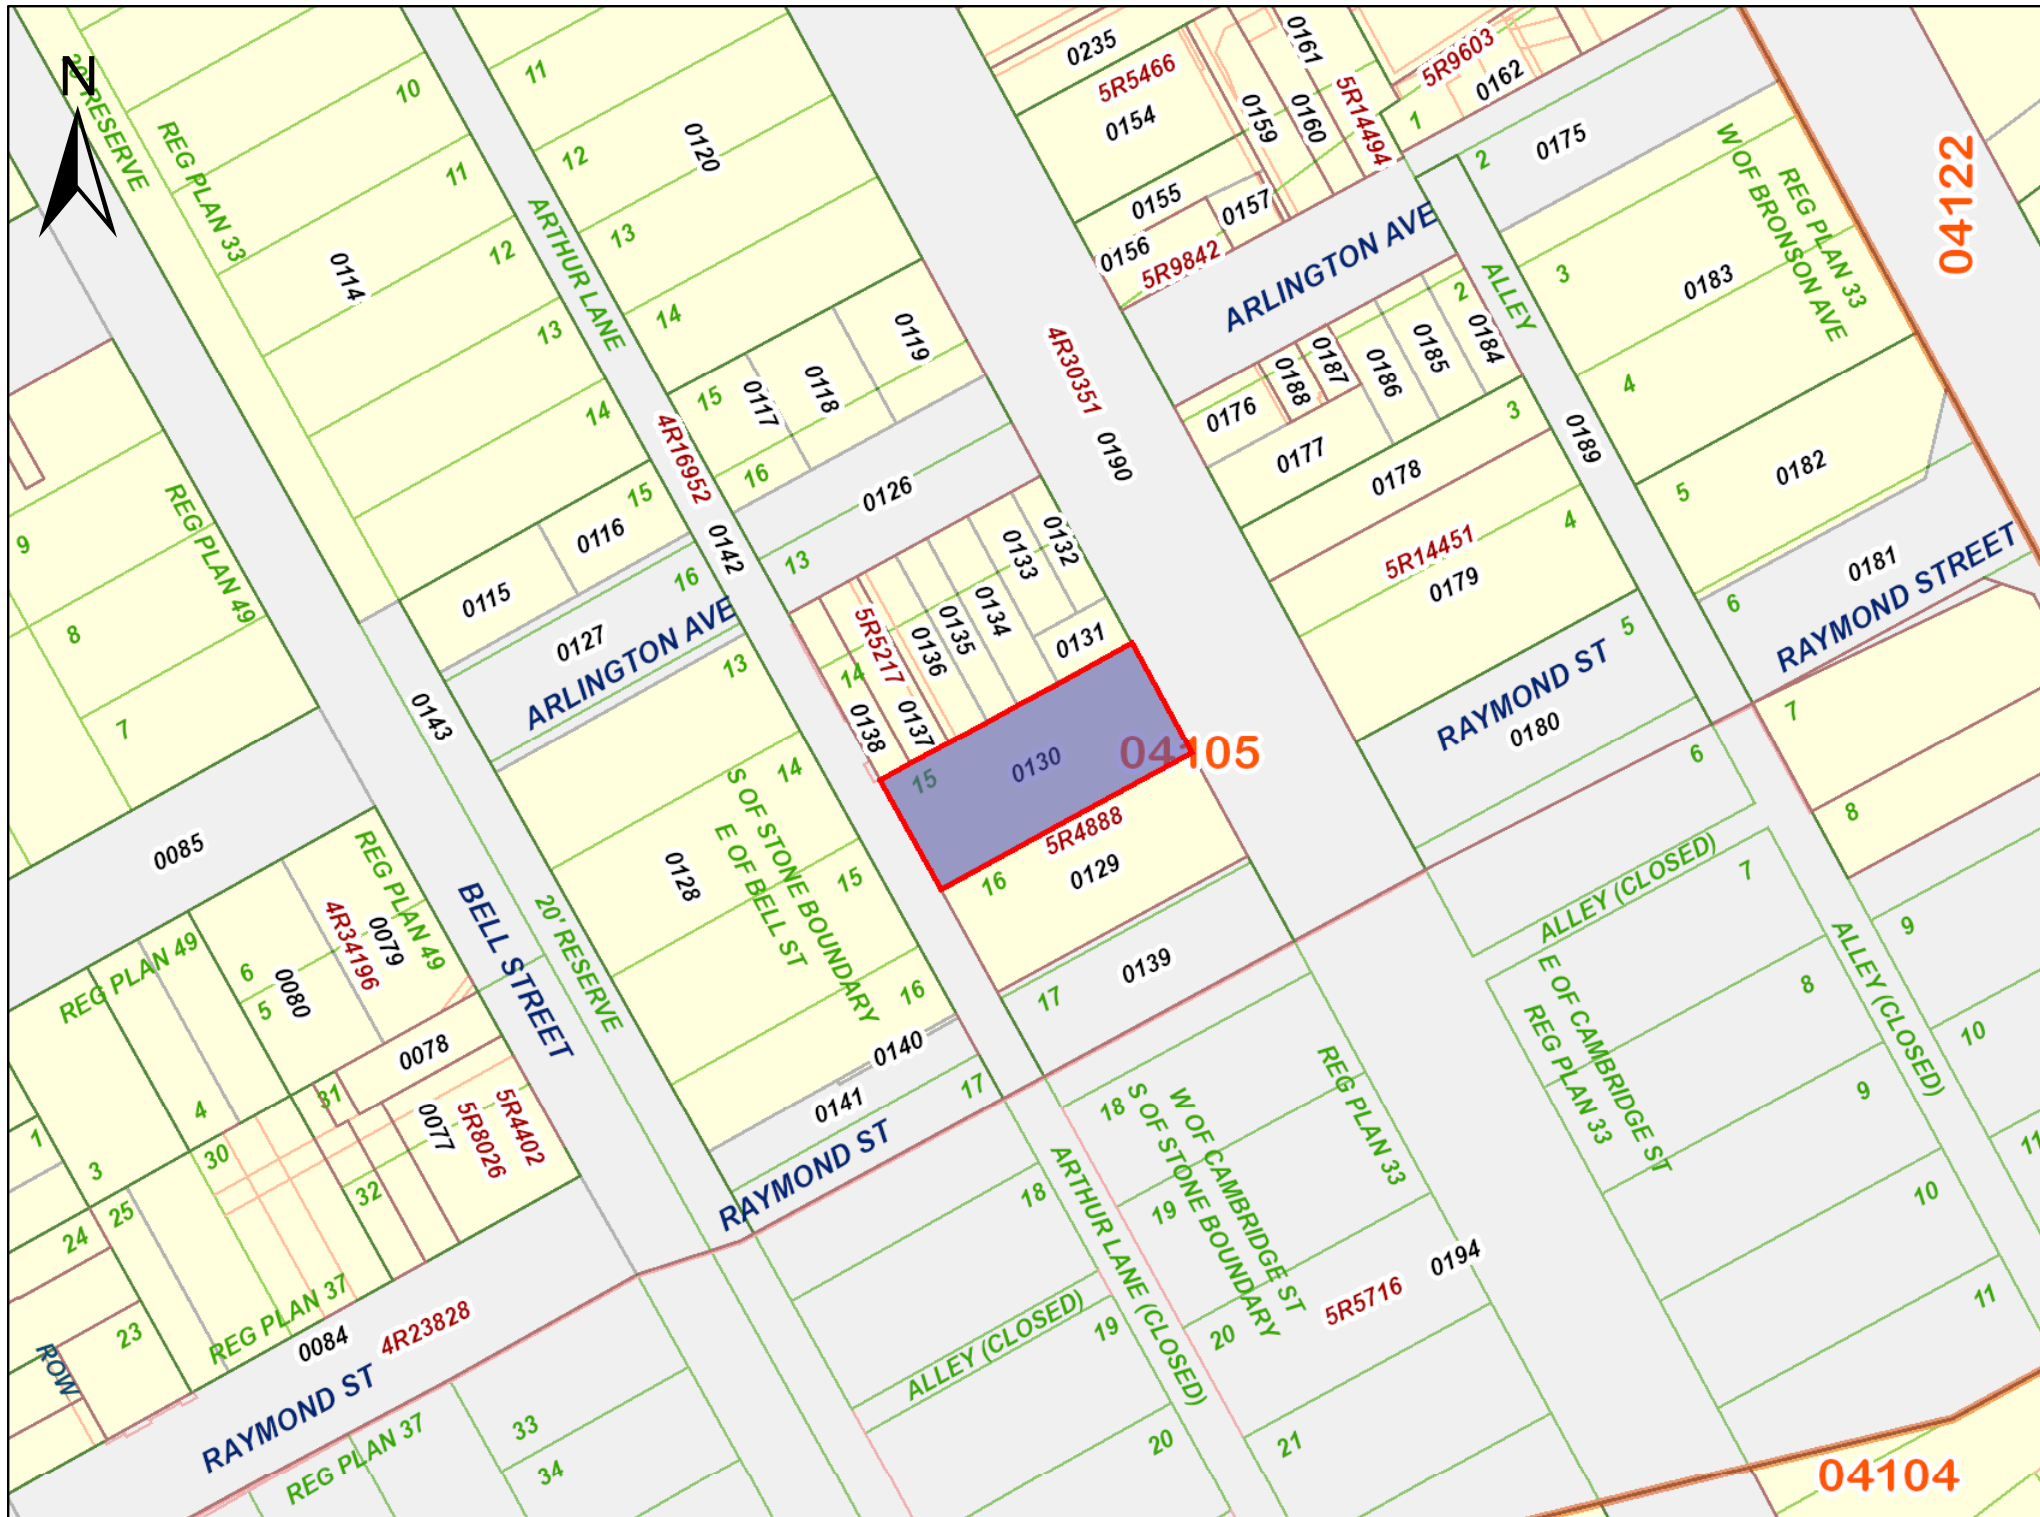 N
20' RESERVE
REG PLAN 33
10
11
12
13
14
15
0114
ARTHUR LANE
11
12
13
14
0120
15
16
0117
0118
0119
4R16952
0142
0126
0235
5R5466
0154
0155
0156
0157
5R9842
0159
0160
0161
5R14494
5R9603
0162
1
2
0175
REG PLAN 33
W OF BRONSON AVE
04122
ARLINGTON AVE
ALLEY
3
0183
4
4R30351
0190
0176
0188
0187
0186
0185
0184
2
0177
3
0178
0189
0182
5
5R14451
4
0179
0181
6
RAYMOND STREET
5
RAYMOND ST
0180
6
7
8
9
REG PLAN 49
8
7
0115
0116
16
0127
ARLINGTON AVE
0143
13
13
14
5R5217
0138
0137
0136
0135
0134
0133
0132
0131
15
0130
04105
5R4888
16
0129
0139
17
14
S OF STONE BOUNDARY
E OF BELL ST
15
0128
16
0140
0141
17
RAYMOND ST
0085
REG PLAN 49
4R34196
0079
BELL STREET
20' RESERVE
REG PLAN 49
6
5
0080
0078
31
4
0077
5R8026
5R4402
1
3
30
32
25
24
23
REG PLAN 37
0084
4R23828
ROW
RAYMOND ST
REG PLAN 37
33
34
18
ALLEY (CLOSED)
19
20
ARTHUR LANE (CLOSED)
18
W OF CAMBRIDGE ST
S OF STONE BOUNDARY
19
20
21
REG PLAN 33
5R5716
0194
ALLEY (CLOSED)
7
E OF CAMBRIDGE ST
REG PLAN 33
8
9
10
11
ALLEY (CLOSED)
9
10
11
04104